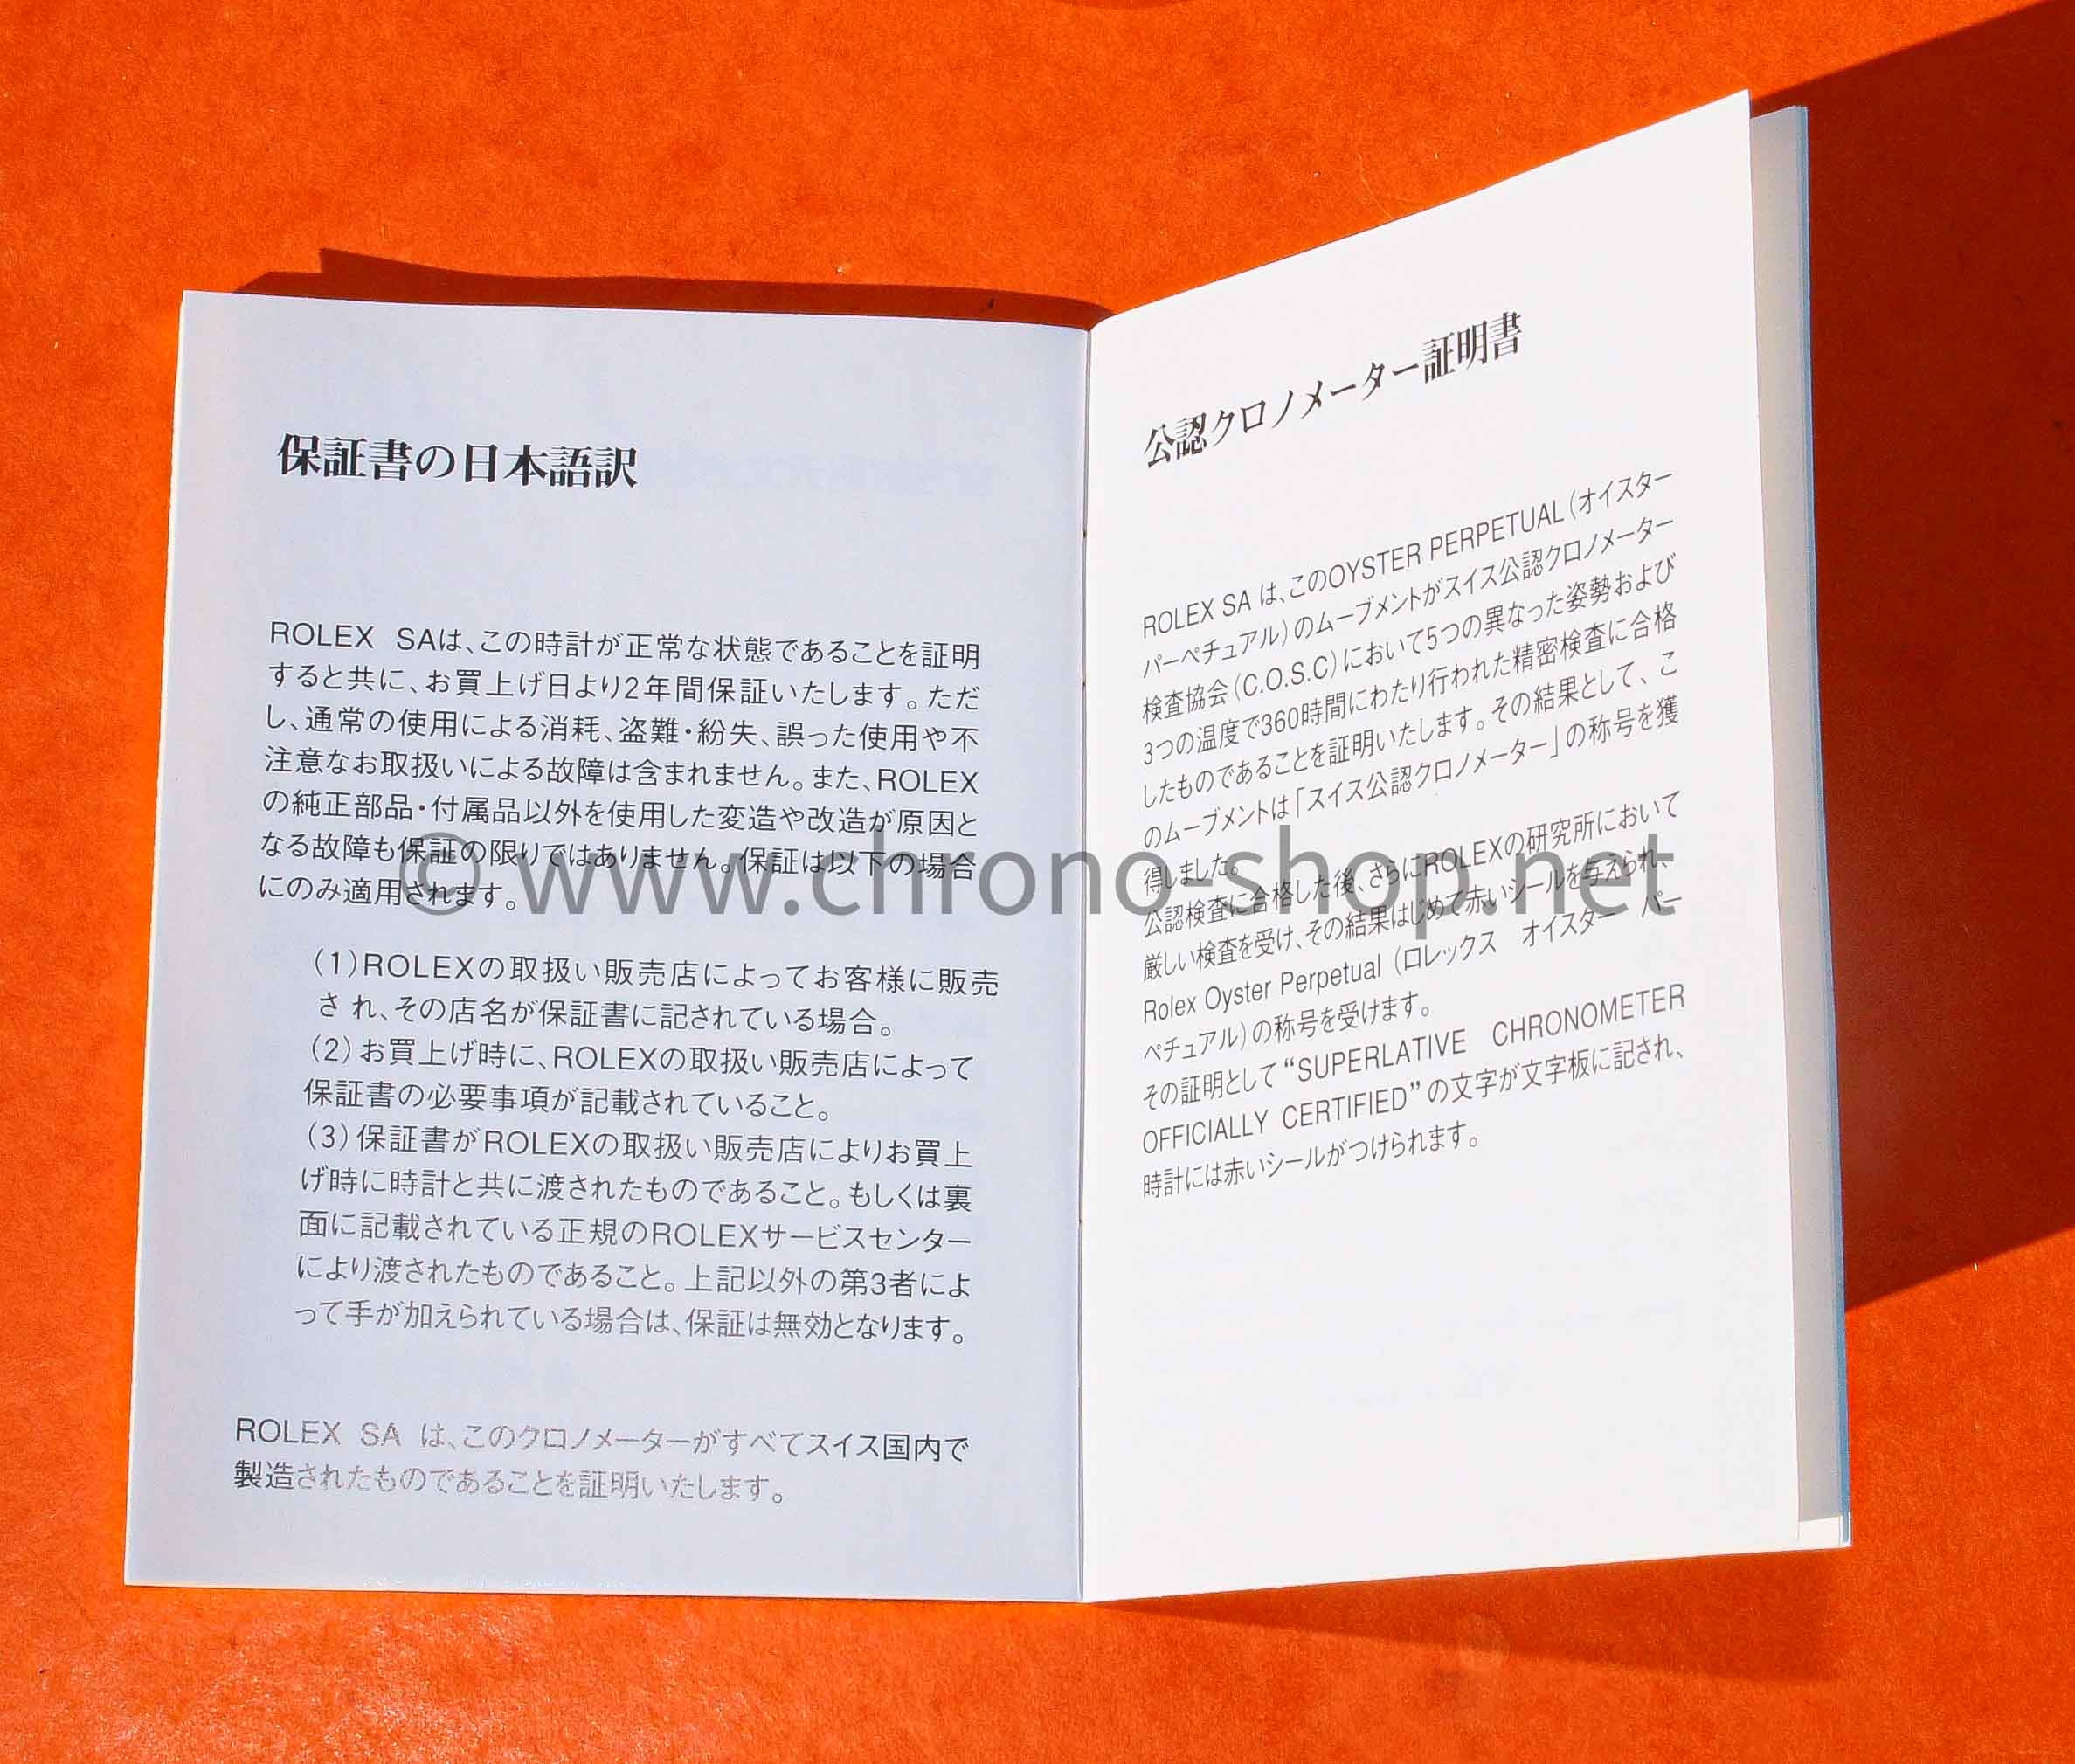 保証書の日本語訳
ROLEX SAは、この時計が正常な状態であることを証明
すると共に、お買上げ日より2年間保証いたします。ただ
し、通常の使用による消耗、盗難・紛失、誤った使用や不
注意なお取扱いによる故障は含まれません。また、ROLEX
の純正部品・付属品以外を使用した変造や改造が原因と
なる故障も保証の限りではありません。保証は以下の場合
にのみ適用されます。
(1)ROLEXの取扱い販売店によってお客様に販売
され、その店名が保証書に記されている場合。
(2)お買上げ時に、ROLEXの取扱い販売店によって
保証書の必要事項が記載されていること。
(3)保証書がROLEXの取扱い販売店によりお買上
げ時に時計と共に渡されたものであること。もしくは裏
面に記載されている正規のROLEXサービスセンター
により渡されたものであること。上記以外の第3者によ
って手が加えられている場合は、保証は無効となります。
ROLEX SA は、このクロノメーターがすべてスイス国内で
製造されたものであることを証明いたします。
公認クロノメーター証明書
ROLEX SA は、このOYSTER PERPETUAL(オイスター
パーペチュアル)のムーブメントがスイス公認クロノメーター
検査協会(C.O.S.C)において5つの異なった姿勢および
3つの温度で360時間にわたり行われた精密検査に合格
したものであることを証明いたします。その結果として、こ
のムーブメントは「スイス公認クロノメーター」の称号を獲
得しました。
公認検査に合格した後、さらにROLEXの研究所において
厳しい検査を受け、その結果はじめて赤いシールを与えられ、
Rolex Oyster Perpetual (ロレックス オイスター パー
ペチュアル)の称号を受けます。
その証明として“SUPERLATIVE CHRONOMETER
OFFICIALLY CERTIFIED”の文字が文字板に記され、
時計には赤いシールがつけられます。
© www.chrono-shop.net